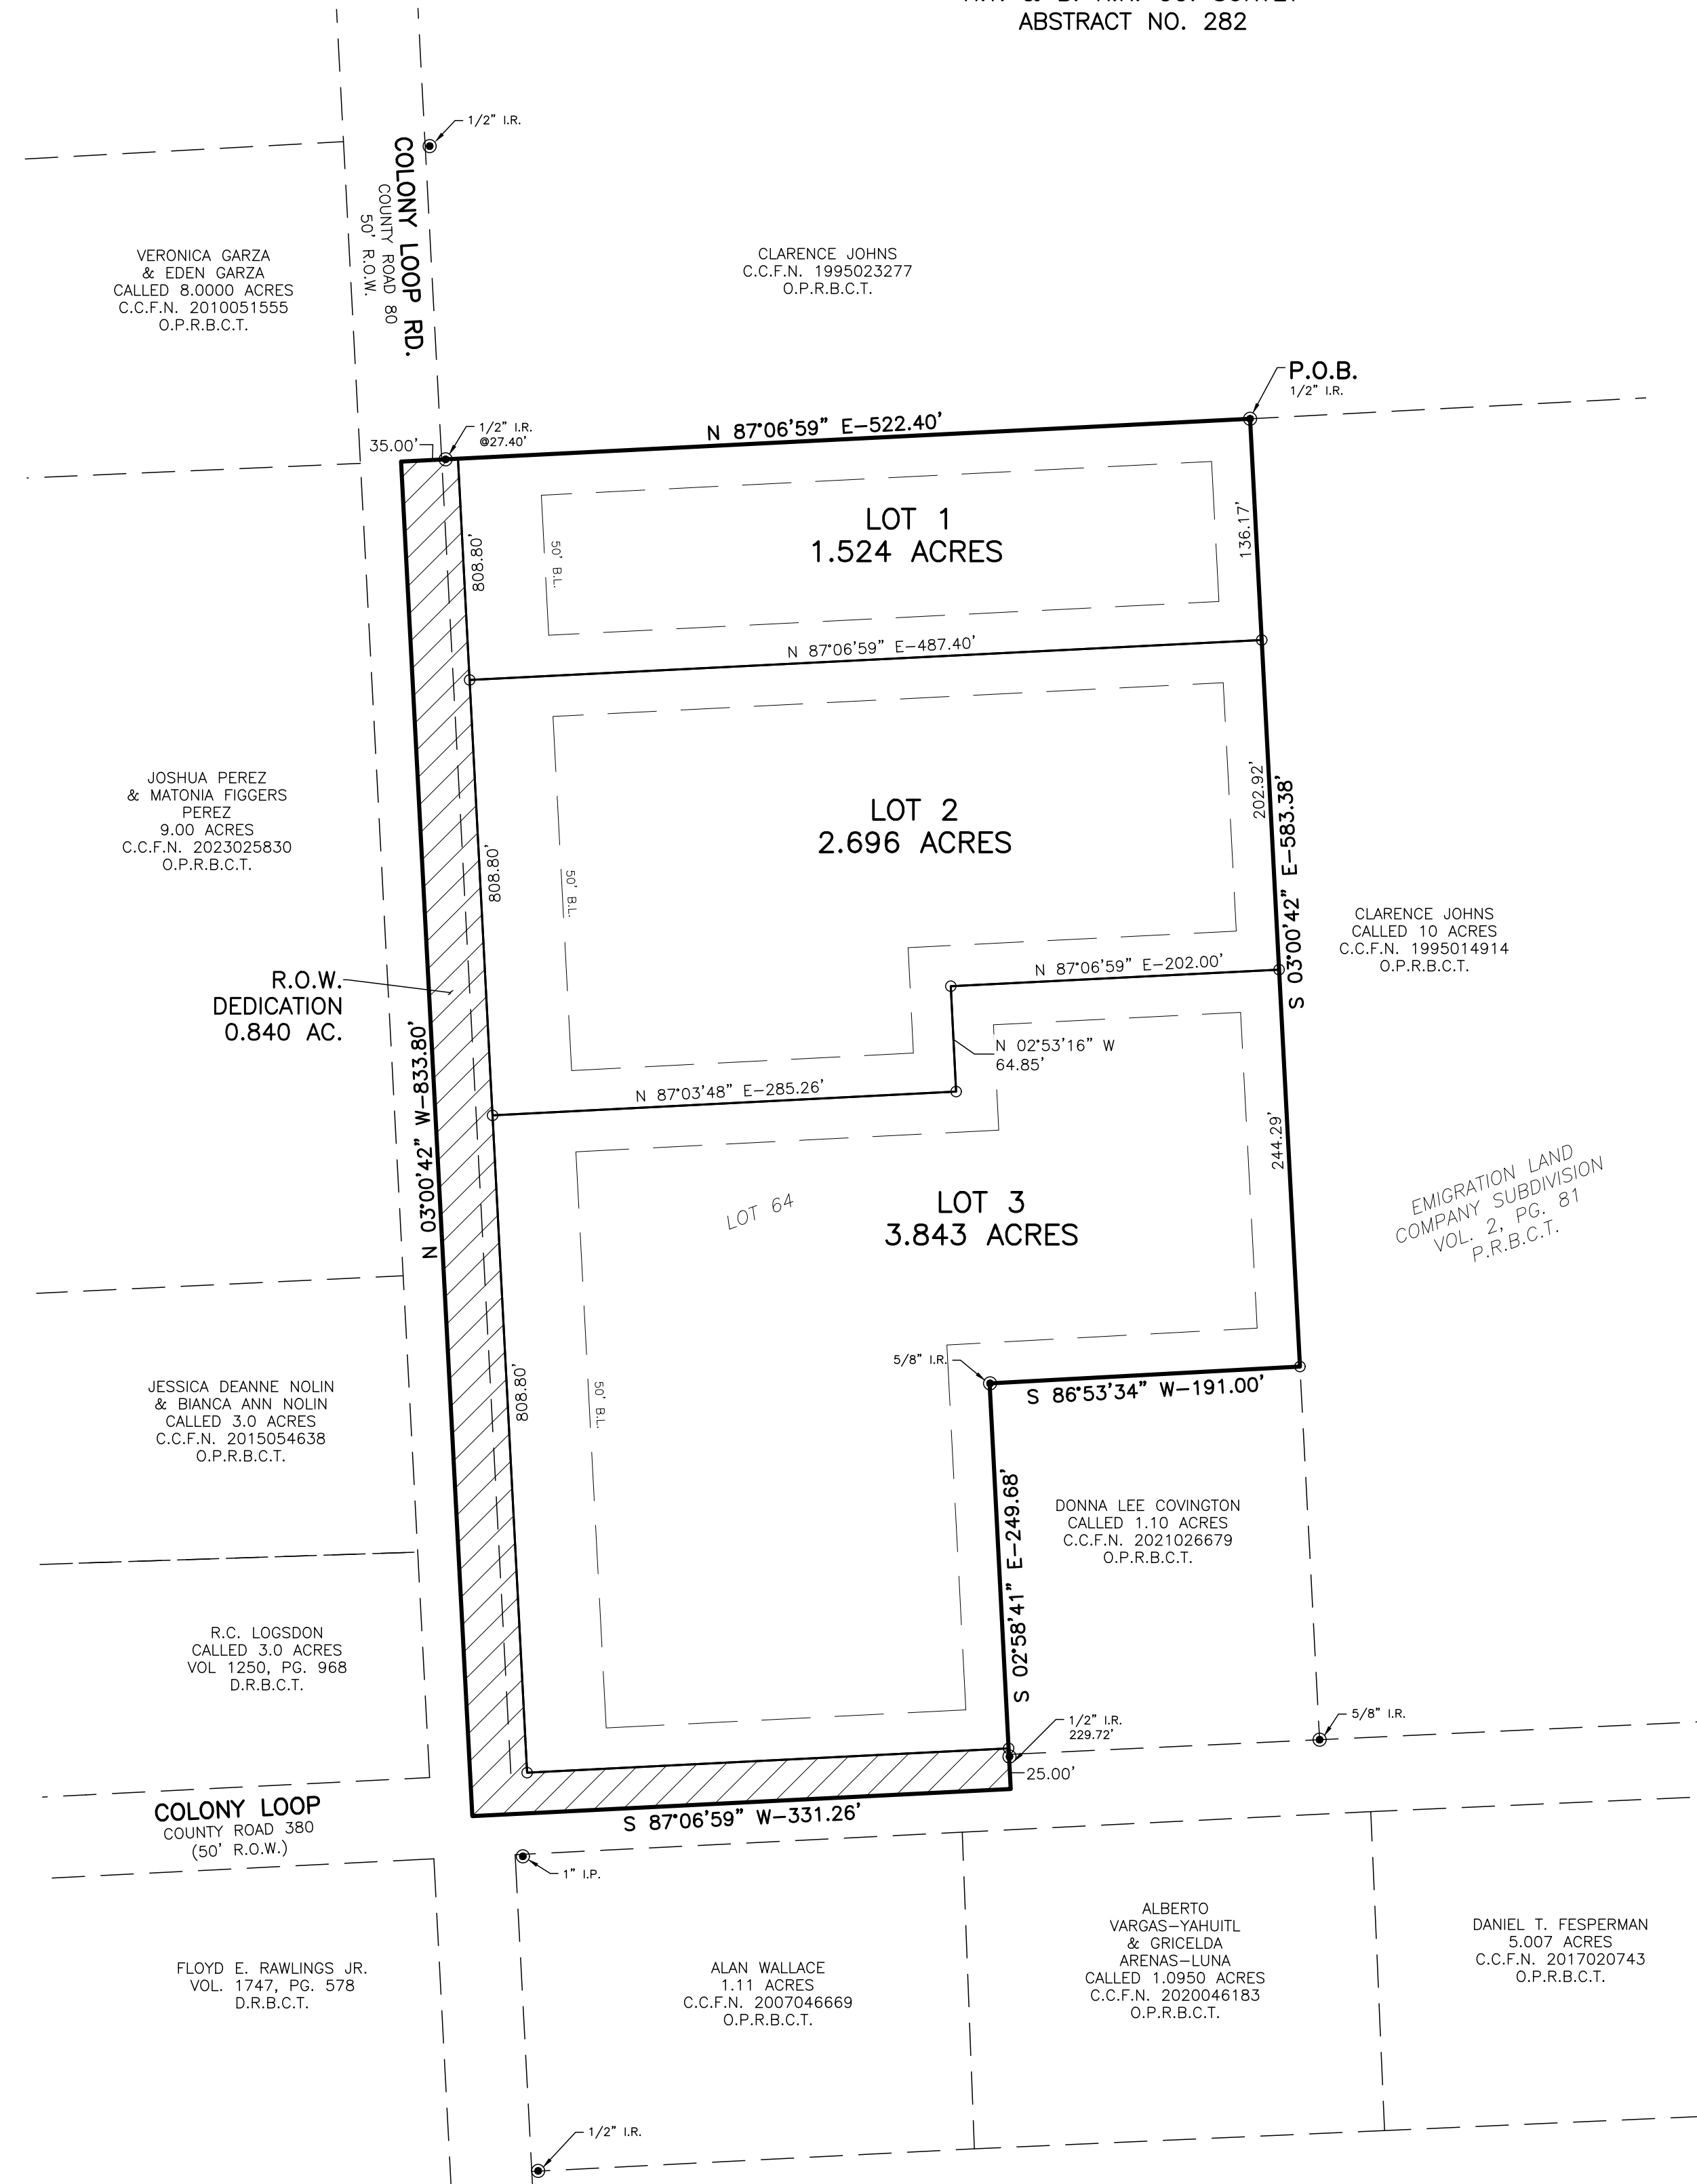 ABSTRACT NO. 282
1/2" I.R.
COLONY LOOP RD.
COUNTY ROAD 80
50' R.O.W.
VERONICA GARZA
& EDEN GARZA
CALLED 8.0000 ACRES
C.C.F.N. 2010051555
O.P.R.B.C.T.
CLARENCE JOHNS
C.C.F.N. 1995023277
O.P.R.B.C.T.
P.O.B.
1/2" I.R.
1/2" I.R.
@27.40'
35.00'
N 87°06'59" E-522.40'
LOT 1
1.524 ACRES
136.17'
808.80'
50' B.L.
N 87°06'59" E-487.40'
JOSHUA PEREZ
& MATONIA FIGGERS
PEREZ
9.00 ACRES
C.C.F.N. 2023025830
O.P.R.B.C.T.
LOT 2
2.696 ACRES
202.92'
S 03°00'42" E-583.38'
808.80'
50' B.L.
CLARENCE JOHNS
CALLED 10 ACRES
C.C.F.N. 1995014914
O.P.R.B.C.T.
N 87°06'59" E-202.00'
R.O.W.
DEDICATION
0.840 AC.
N 02°53'16" W
64.85'
N 87°03'48" E-285.26'
N 03°00'42" W-833.80'
244.29'
LOT 64
LOT 3
3.843 ACRES
EMIGRATION LAND
COMPANY SUBDIVISION
VOL. 2, PG. 81
P.R.B.C.T.
JESSICA DEANNE NOLIN
& BIANCA ANN NOLIN
CALLED 3.0 ACRES
C.C.F.N. 2015054638
O.P.R.B.C.T.
808.80'
50' B.L.
5/8" I.R.
S 86°53'34" W-191.00'
S 02°58'41" E-249.68'
DONNA LEE COVINGTON
CALLED 1.10 ACRES
C.C.F.N. 2021026679
O.P.R.B.C.T.
R.C. LOGSDON
CALLED 3.0 ACRES
VOL 1250, PG. 968
D.R.B.C.T.
1/2" I.R.
229.72'
5/8" I.R.
25.00'
COLONY LOOP
COUNTY ROAD 380
(50' R.O.W.)
S 87°06'59" W-331.26'
1" I.P.
FLOYD E. RAWLINGS JR.
VOL. 1747, PG. 578
D.R.B.C.T.
ALAN WALLACE
1.11 ACRES
C.C.F.N. 2007046669
O.P.R.B.C.T.
ALBERTO
VARGAS-YAHUITL
& GRICELDA
ARENAS-LUNA
CALLED 1.0950 ACRES
C.C.F.N. 2020046183
O.P.R.B.C.T.
DANIEL T. FESPERMAN
5.007 ACRES
C.C.F.N. 2017020743
O.P.R.B.C.T.
1/2" I.R.